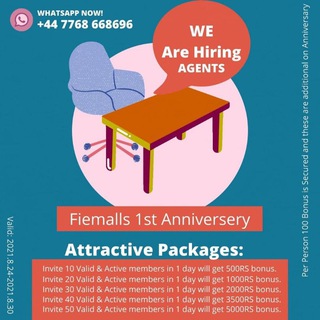 WHATSAPP NOW!
+44 7768 668696
WE
Are Hiring
AGENTS
Per Person 100 Bonus is Secured and these are additional on Anniversary
Fiemalls 1st Anniversery
Valid: 2021.8.24-2021.8.30
Attractive Packages:
Invite 10 Valid & Active members in 1 day will get 500RS bonus.
Invite 20 Valid & Active members in 1 day will get 1000RS bonus.
Invite 30 Valid & Active members in 1 day will get 2000RS bonus.
Invite 40 Valid & Active members in 1 day will get 3500RS bonus.
Invite 50 Valid & Active members in 1 day will get 5000RS bonus.